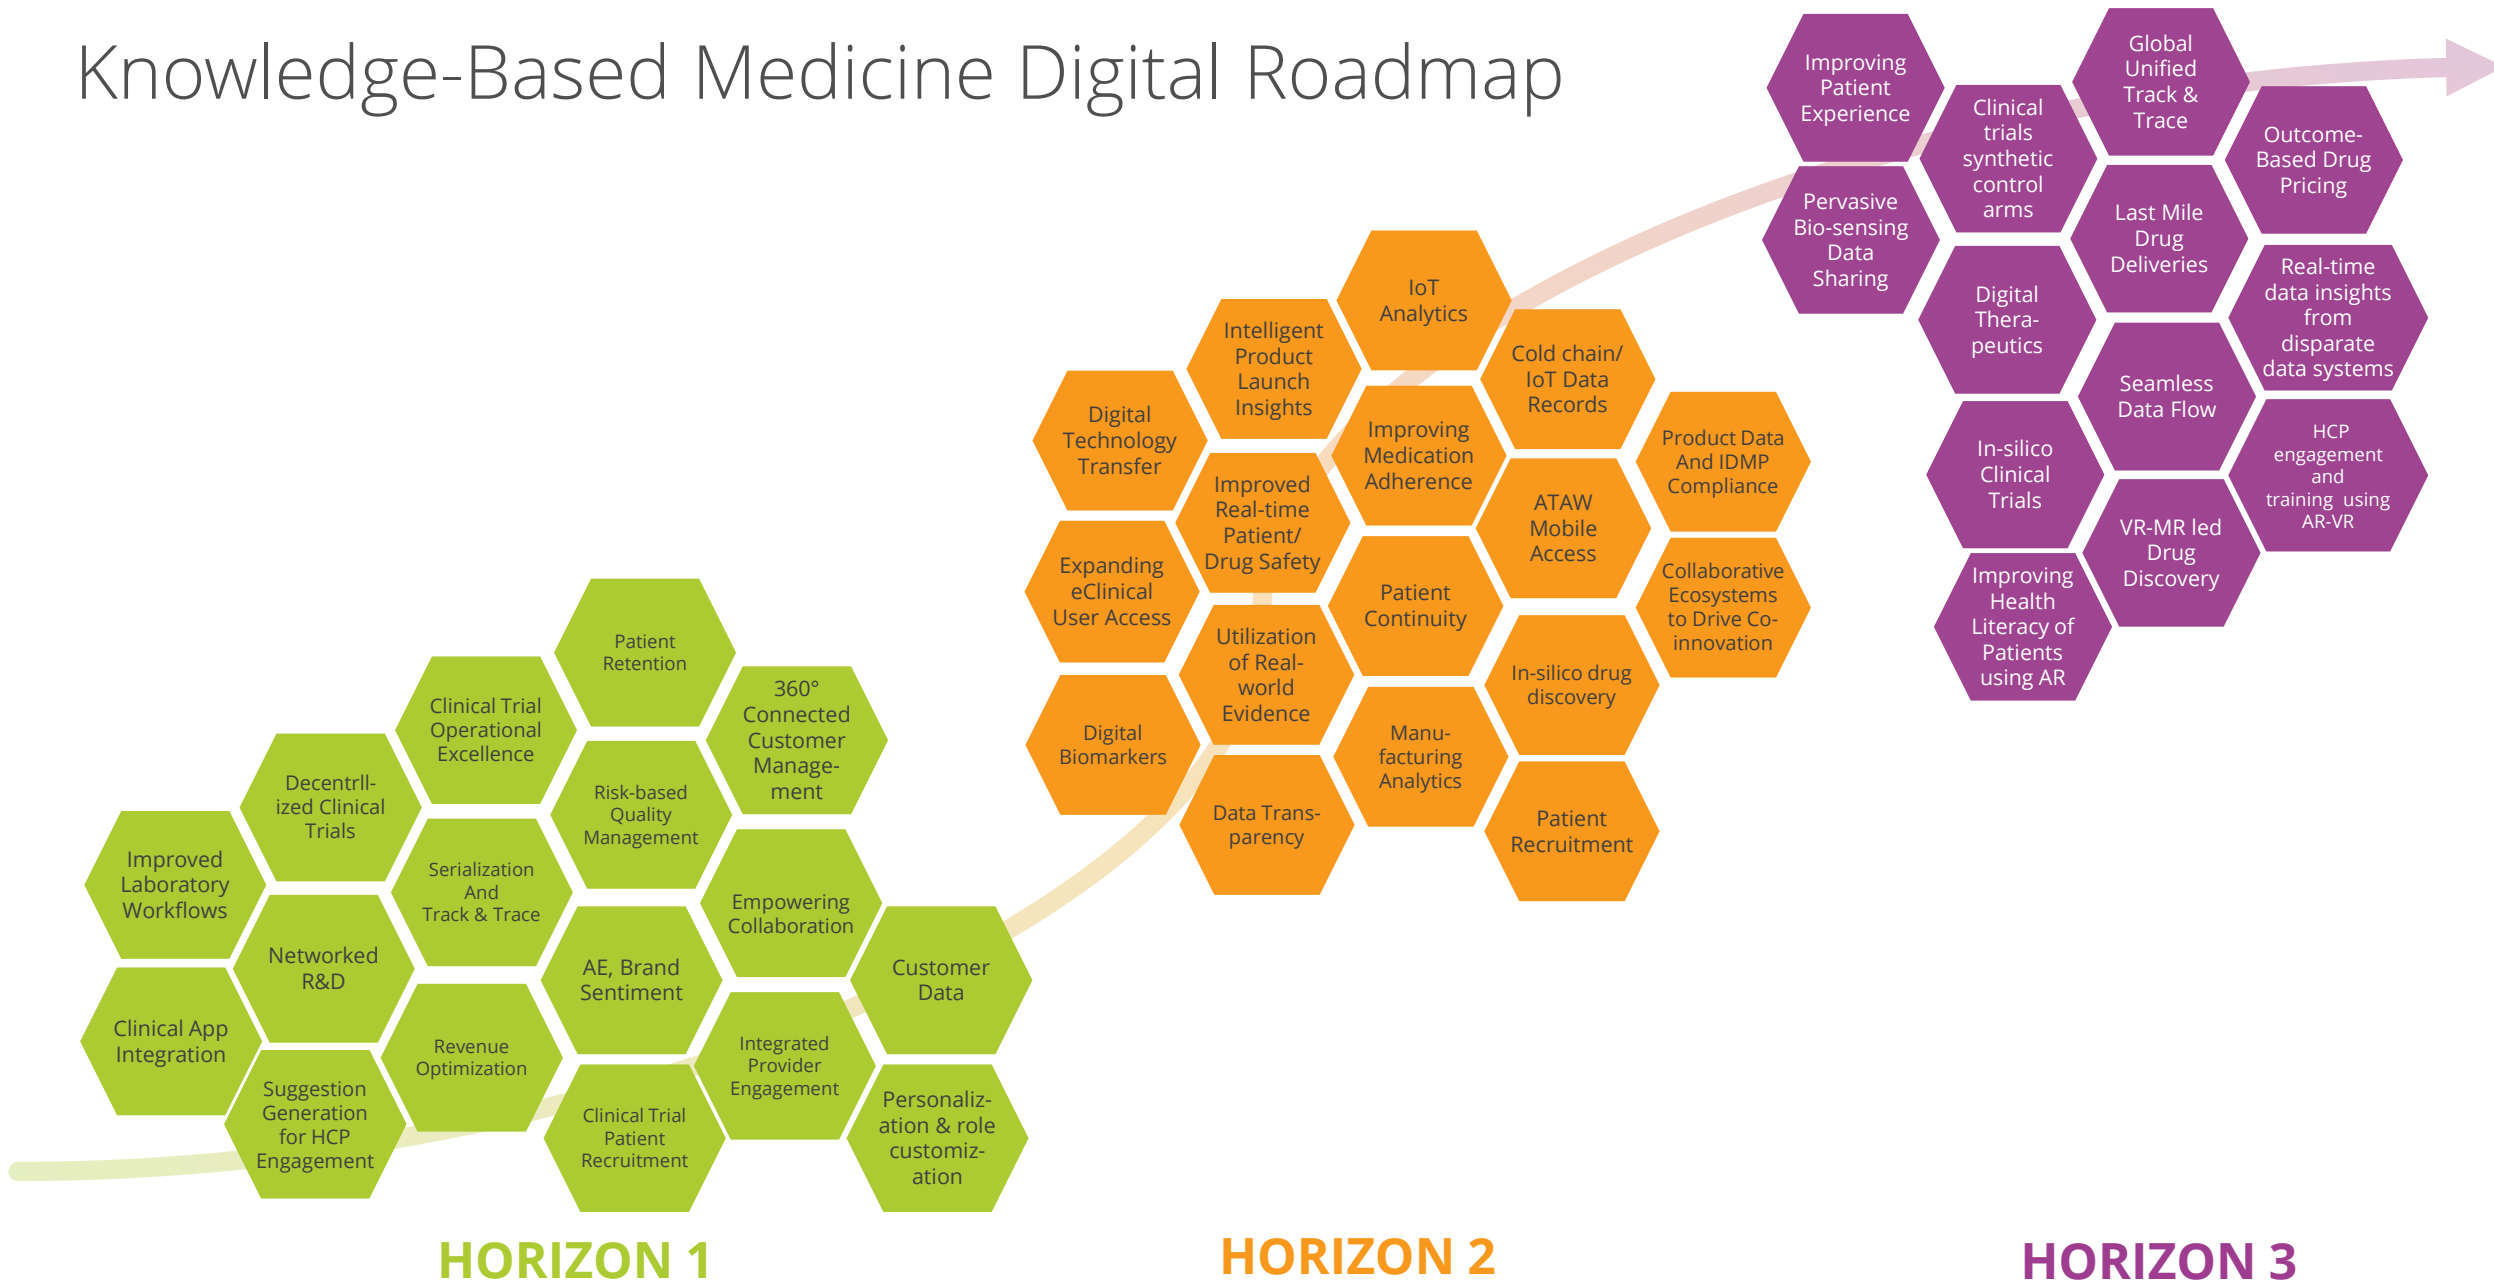 Knowledge-Based Medicine Digital Roadmap
Patient
Retention
Clinical Trial
Operational
Excellence
360°
Connected
Customer
Manage-
ment
Decentrll-
ized Clinical
Trials
Risk-based
Quality
Management
Improved
Laboratory
Workflows
Serialization
And
Track & Trace
Empowering
Collaboration
Networked
R&D
AE, Brand
Sentiment
Customer
Data
Clinical App
Integration
Revenue
Optimization
Integrated
Provider
Engagement
Suggestion
Generation
for HCP
Engagement
Clinical Trial
Patient
Recruitment
Personaliz-
ation & role
customiz-
ation
HORIZON 1
IoT
Analytics
Intelligent
Product
Launch
Insights
Cold chain/
IoT Data
Records
Digital
Technology
Transfer
Improving
Medication
Adherence
Product Data
And IDMP
Compliance
Improved
Real-time
Patient/
Drug Safety
ATAW
Mobile
Access
Expanding
eClinical
User Access
Patient
Continuity
Collaborative
Ecosystems
to Drive Co-
innovation
Utilization
of Real-
world
Evidence
In-silico drug
discovery
Digital
Biomarkers
Manu-
facturing
Analytics
Data Trans-
parency
Patient
Recruitment
HORIZON 2
Improving
Patient
Experience
Global
Unified
Track &
Trace
Clinical
trials
synthetic
control
arms
Outcome-
Based Drug
Pricing
Pervasive
Bio-sensing
Data
Sharing
Last Mile
Drug
Deliveries
Digital
Thera-
peutics
Real-time
data insights
from
disparate
data systems
Seamless
Data Flow
In-silico
Clinical
Trials
HCP
engagement
and
training using
AR-VR
VR-MR led
Drug
Discovery
Improving
Health
Literacy of
Patients
using AR
HORIZON 3